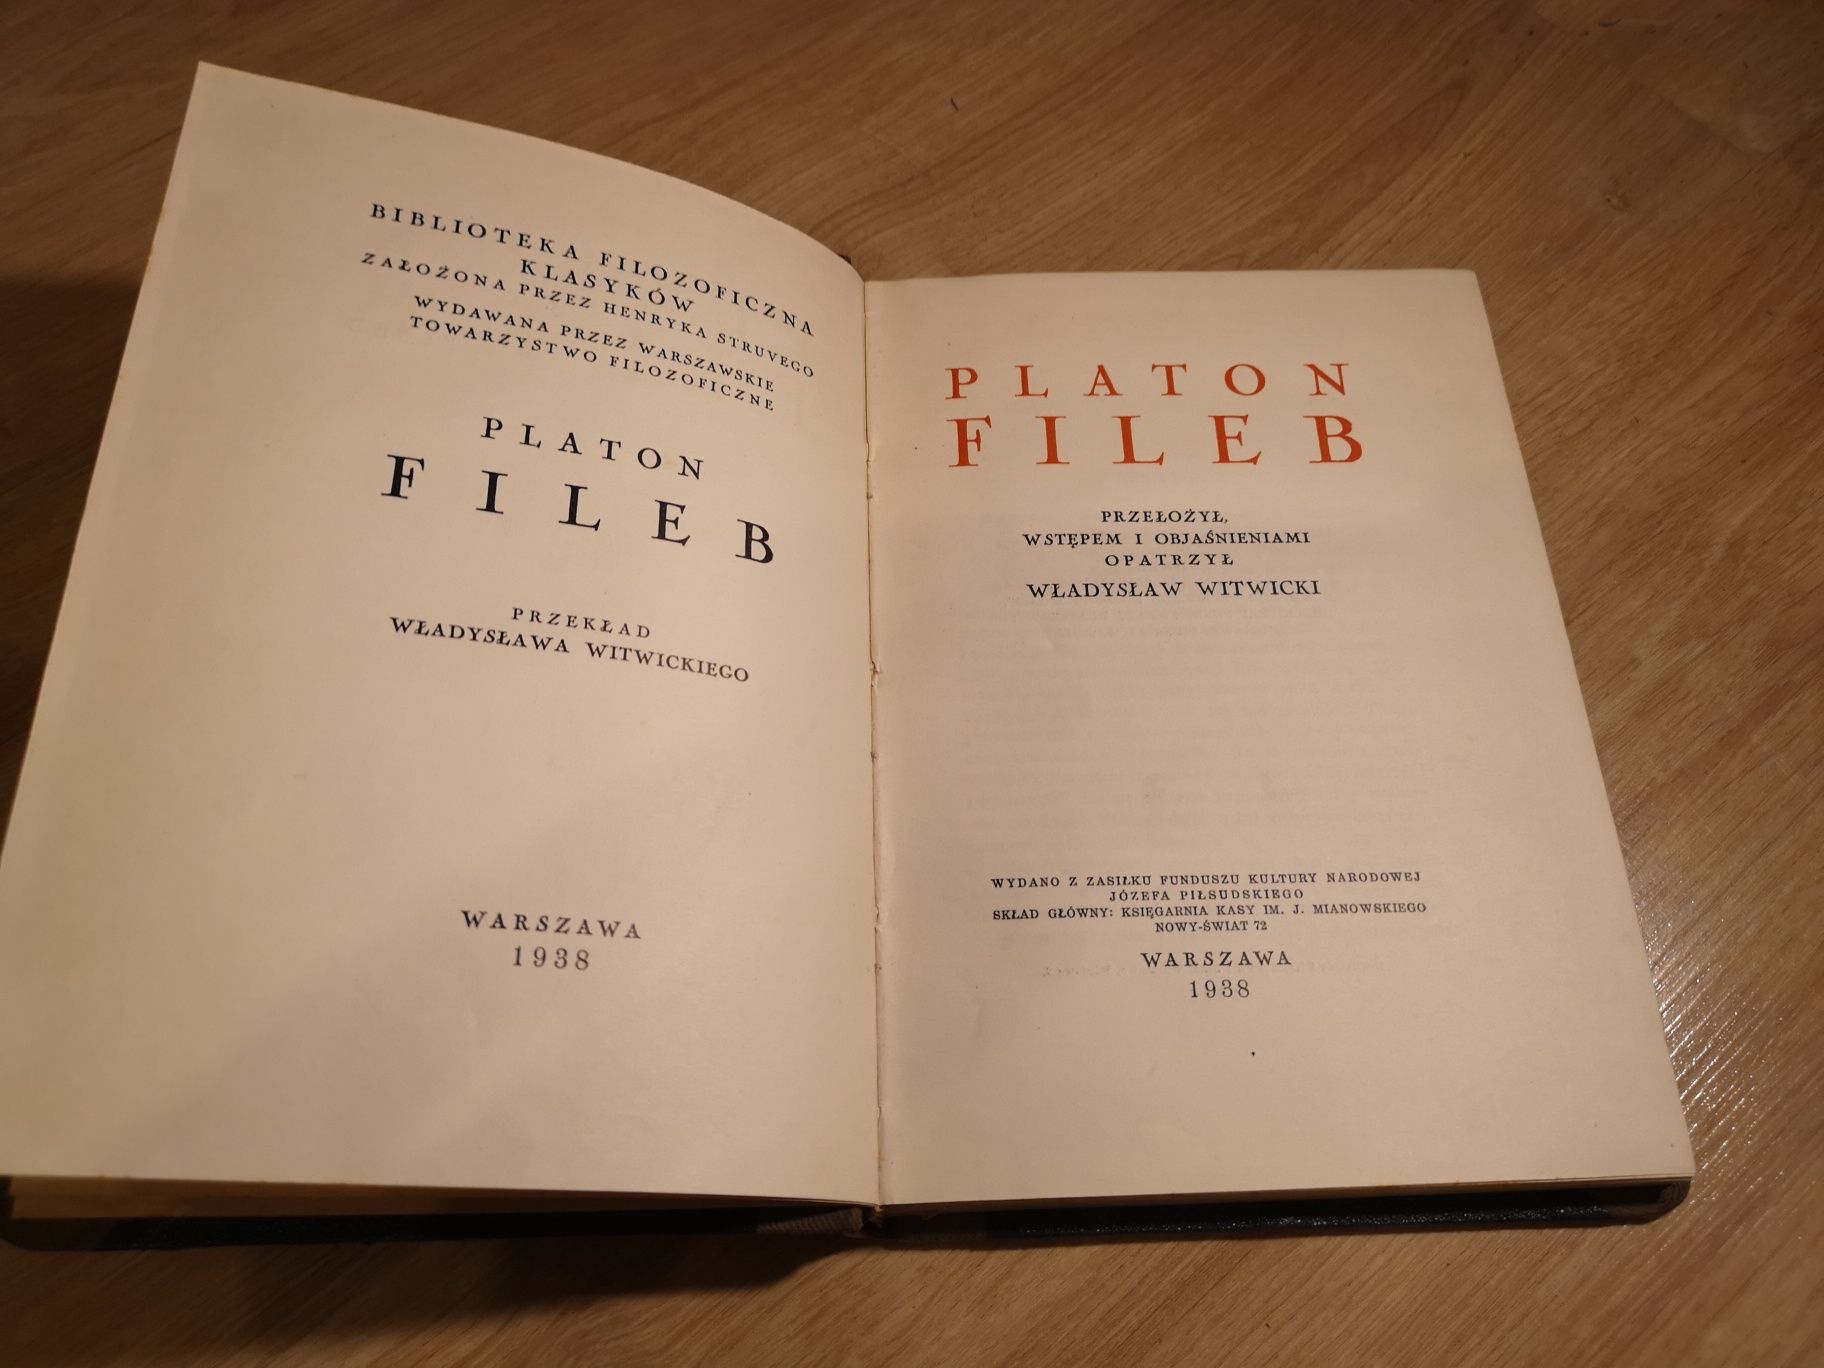 BIBLIOTEKA FILOZOFICZNA
KLASYKÓW
ZAŁOŻONA PRZEZ HENRYKA STRUVEGO
WYDAWANA PRZEZ WARSZAWSKIE
TOWARZYSTWO FILOZOFICZNE
PLATON
FILEB
PRZEKŁAD
WŁADYSŁAWA WITWICKIEGO
WARSZAWA
1938
PLATON
FILEB
PRZEŁOŻYŁ,
WSTĘPEM I OBJAŚNIENIAMI
OPATRZYŁ
WŁADYSŁAW WITWICKI
WYDANO Z ZASIŁKU FUNDUSZU KULTURY NARODOWEJ
JÓZEFA PIŁSUDSKIEGO
SKŁAD GŁÓWNY: KSIĘGARNIA KASY IM. J. MIANOWSKIEGO
NOWY-ŚWIAT 72
WARSZAWA
1938